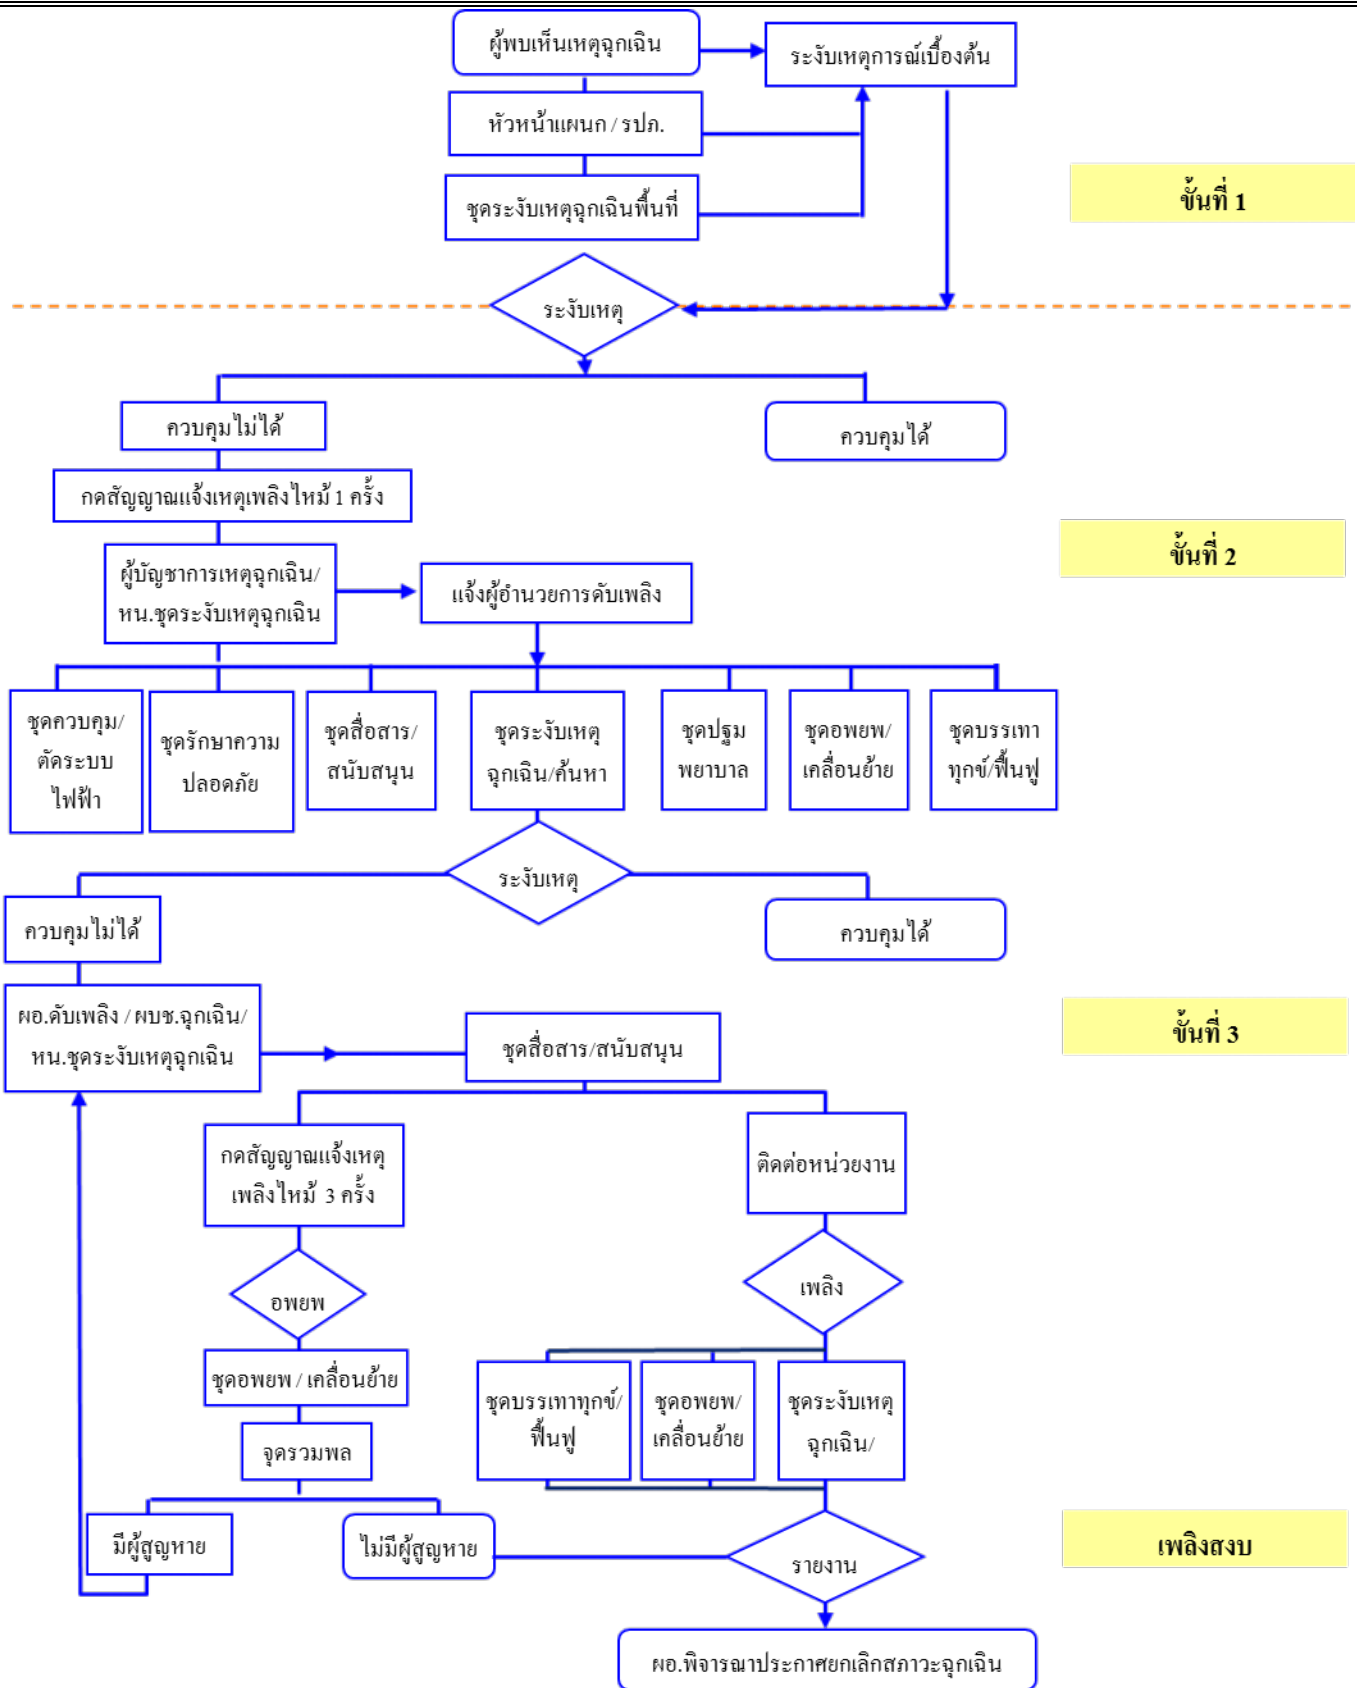 ผู้พบเห็นเหตุฉุกเฉิน
ระงับเหตุการณ์เบื้องต้น
หัวหน้าแผนก / รปภ.
ชุดระงับเหตุฉุกเฉินพื้นที่
ขั้นที่ 1
ระงับเหตุ
ควบคุมไม่ได้
ควบคุมได้
กดสัญญาณแจ้งเหตุเพลิงไหม้ 1 ครั้ง
ขั้นที่ 2
ผู้บัญชาการเหตุฉุกเฉิน/
หน.ชุดระงับเหตุฉุกเฉิน
แจ้งผู้อำนวยการดับเพลิง
ชุดควบคุม/
ตัดระบบ
ไฟฟ้า
ชุดรักษาความ
ปลอดภัย
ชุดสื่อสาร/
สนับสนุน
ชุดระงับเหตุ
ฉุกเฉิน/ค้นหา
ชุดปฐม
พยาบาล
ชุดอพยพ/
เคลื่อนย้าย
ชุดบรรเทา
ทุกข์/ฟื้นฟู
ระงับเหตุ
ควบคุมไม่ได้
ควบคุมได้
ผอ.ดับเพลิง / ผบช.ฉุกเฉิน/
หน.ชุดระงับเหตุฉุกเฉิน
ชุดสื่อสาร/สนับสนุน
ขั้นที่ 3
กดสัญญาณแจ้งเหตุ
เพลิงไหม้ 3 ครั้ง
ติดต่อหน่วยงาน
อพยพ
เพลิง
ชุดอพยพ / เคลื่อนย้าย
ชุดบรรเทาทุกข์/
ฟื้นฟู
ชุดอพยพ/
เคลื่อนย้าย
ชุดระงับเหตุ
ฉุกเฉิน/
จุดรวมพล
มีผู้สูญหาย
ไม่มีผู้สูญหาย
รายงาน
เพลิงสงบ
ผอ.พิจารณาประกาศยกเลิกสภาวะฉุกเฉิน